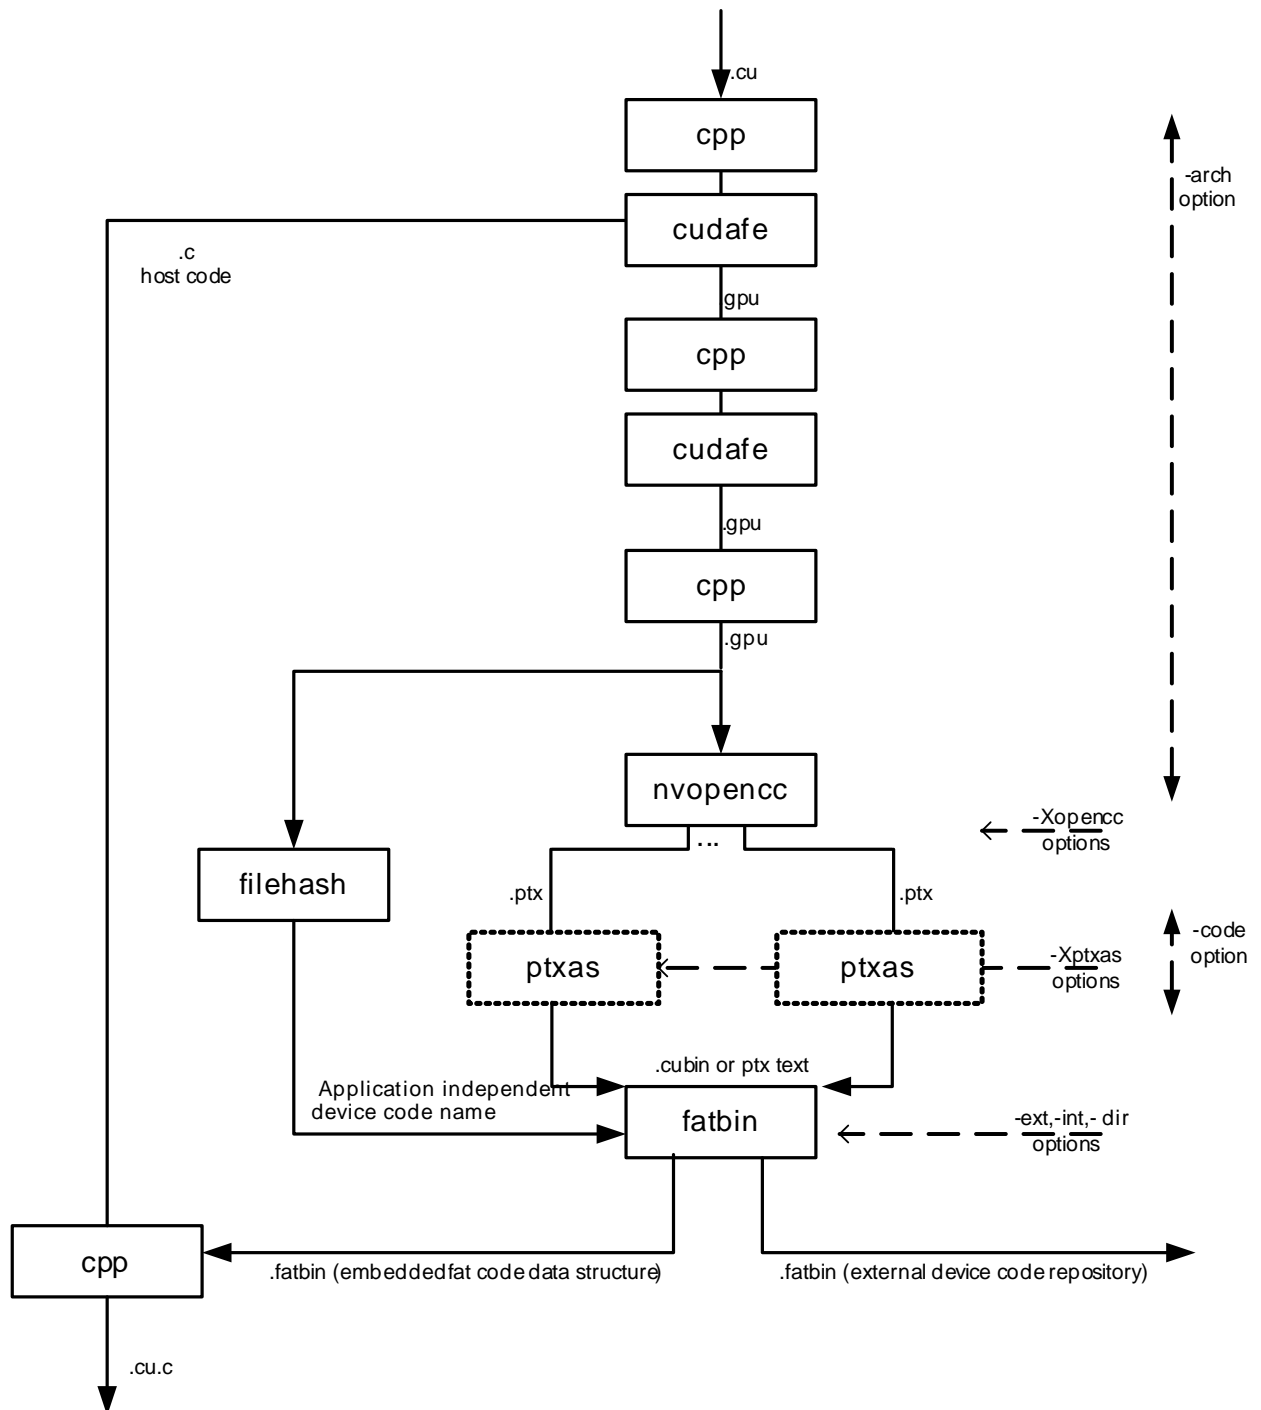 .cu
cpp
-arch
option
cudafe
.c
host code
gpu
cpp
cudafe
.gpu
cpp
.gpu
nvopencc
-Xopencc
options
...
filehash
.ptx
.ptx
-code
option
ptxas
ptxas
-Xptxas
options
.cubin or ptx text
Application independent
device code name
fatbin
-ext,-int,- dir
options
cpp
.fatbin (embedded fat code data structure)
.fatbin (external device code repository)
.cu.c